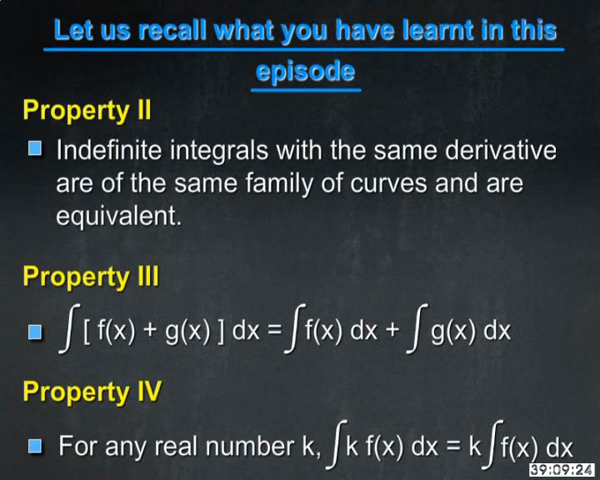 Let us recall what you have learnt in this
episode
Property II
Indefinite integrals with the same derivative
are of the same family of curves and are
equivalent.
Property III
∫[ f(x) + g(x) ] dx = ∫f(x) dx + ∫ g(x) dx
Property IV
For any real number k, ∫k f(x) dx = k∫f(x) dx
39:09:24